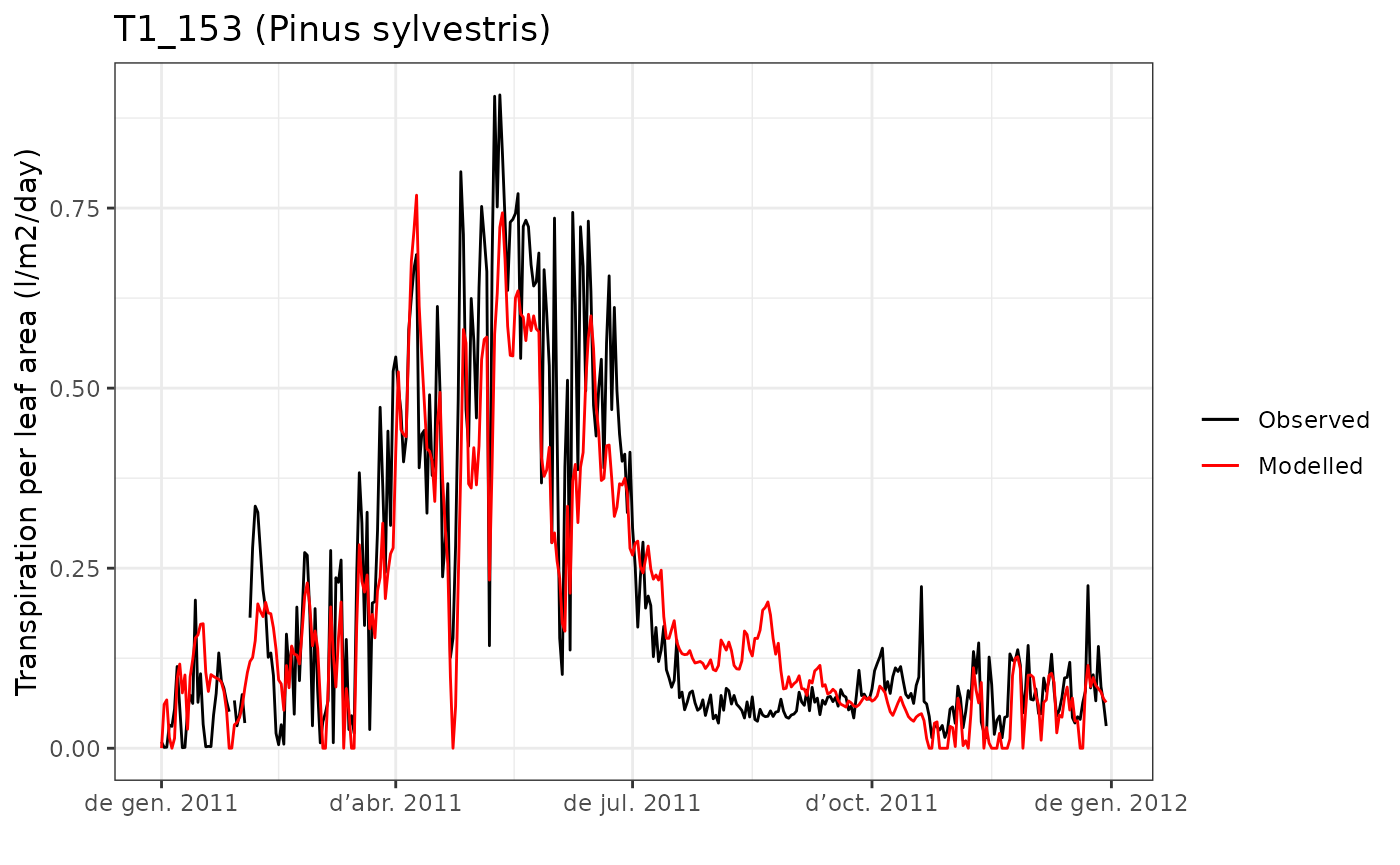 T1_153 (Pinus sylvestris)
Transpiration per leaf area (l/m2/day)
0.75
0.50
0.25
0.00
de gen. 2011
d’abr. 2011
de jul. 2011
d’oct. 2011
de gen. 2012
Observed
Modelled